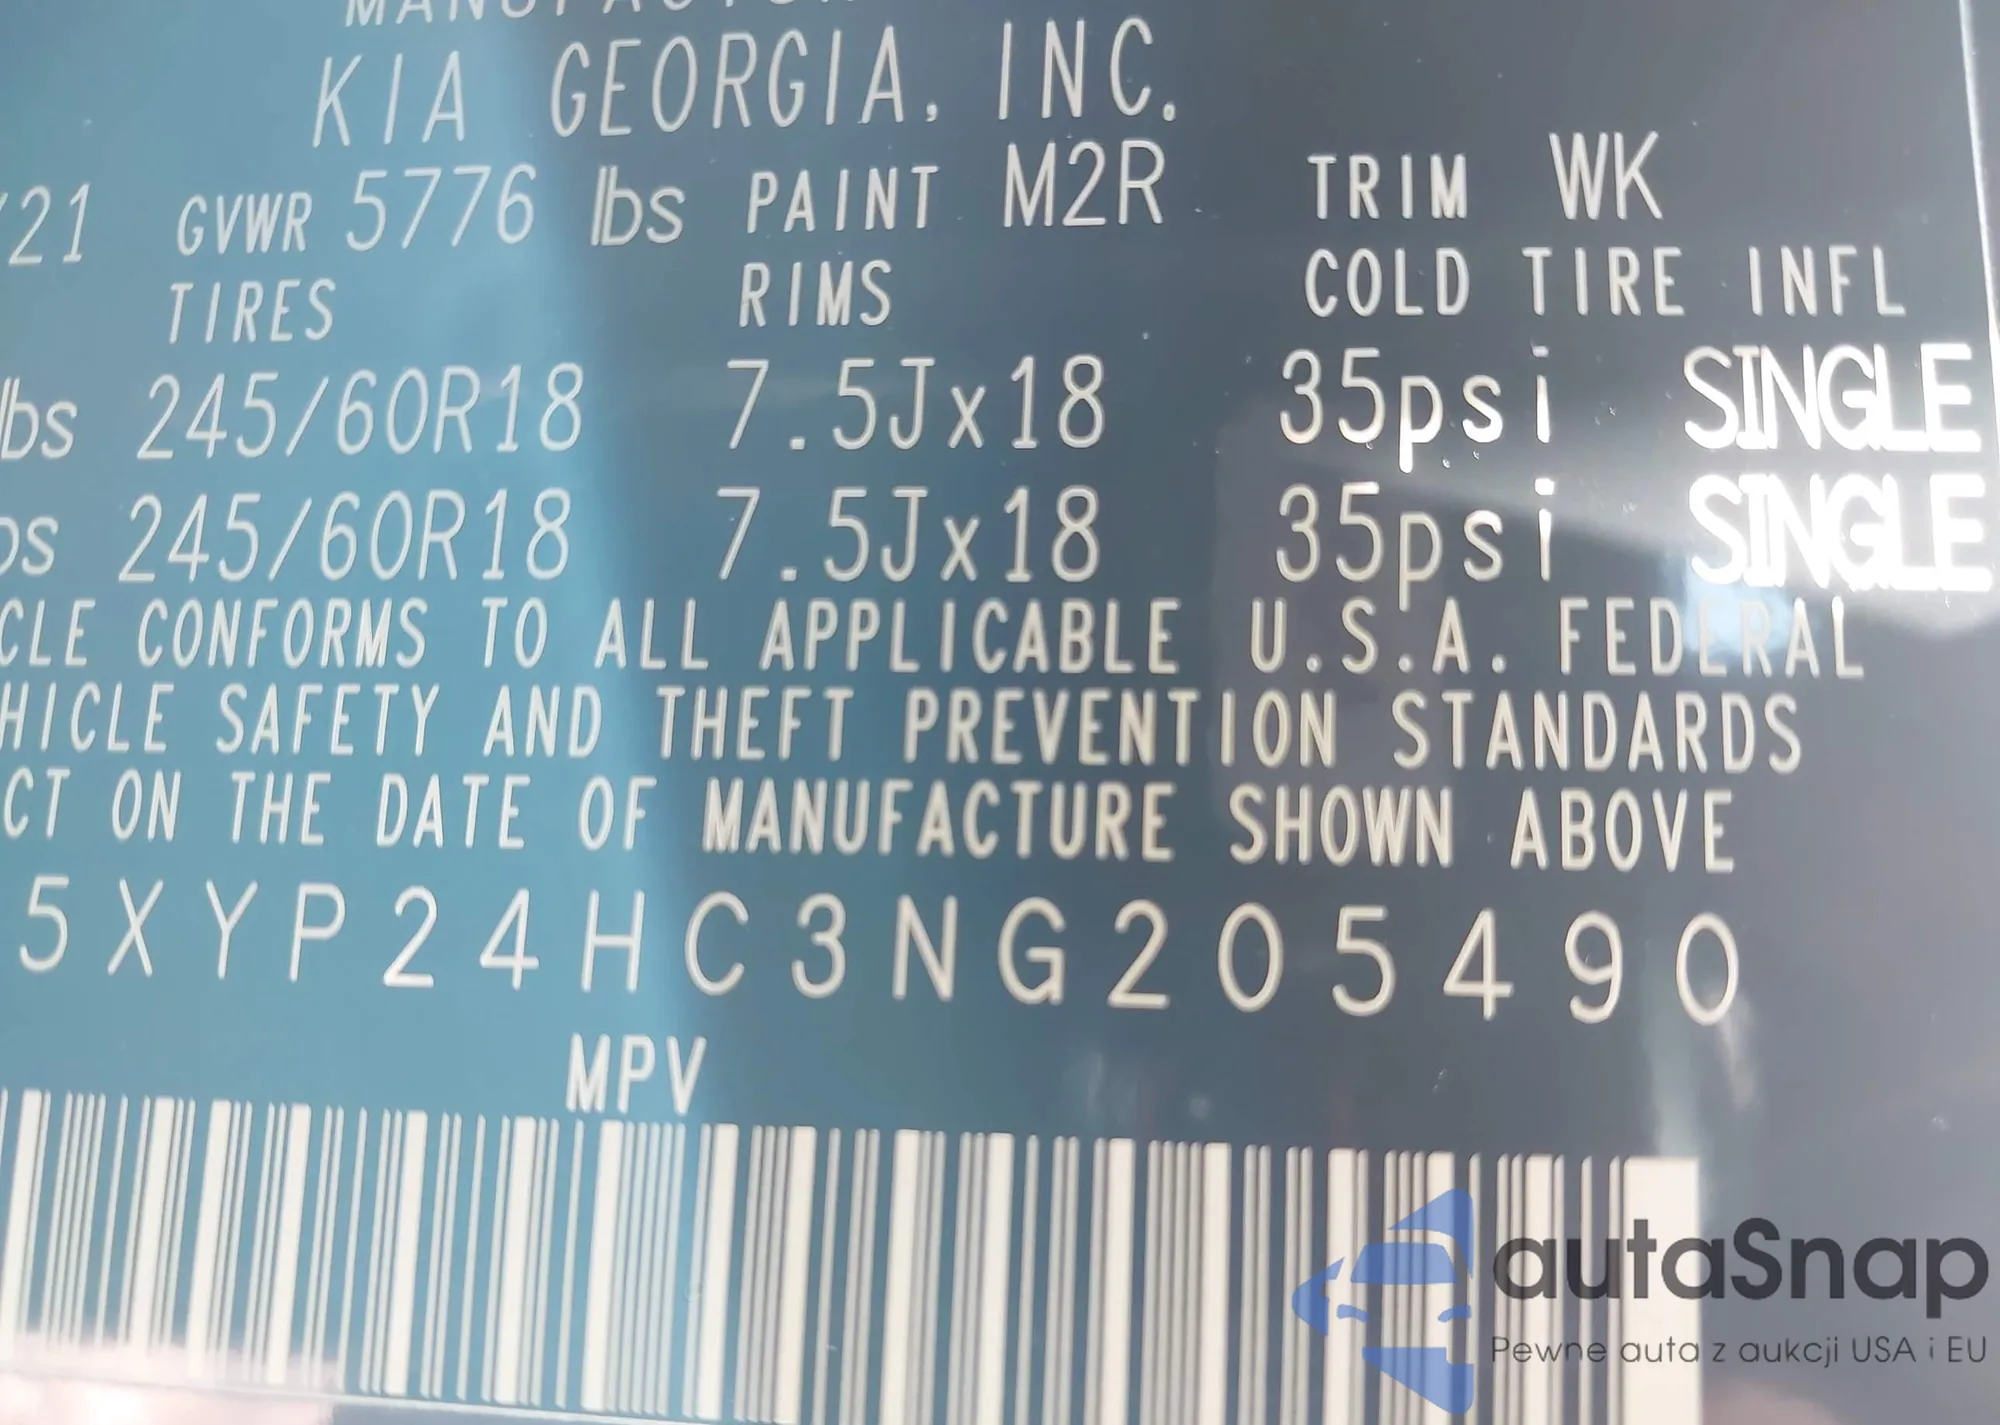 MANUFACTUR
KIA GEORGIA, INC.
/21 GVWR 5776 lbs PAINT M2R TRIM WK
TIRES RIMS COLD TIRE INFL
lbs 245/60R18 7.5Jx18 35psi SINGLE
bs 245/60R18 7.5Jx18 35psi SINGLE
CLE CONFORMS TO ALL APPLICABLE U.S.A. FEDERAL
HICLE SAFETY AND THEFT PREVENTION STANDARDS
CT ON THE DATE OF MANUFACTURE SHOWN ABOVE
5XYP24HC3NG205490
MPV
autaSnap
Pewne auta z aukcji USA i EU